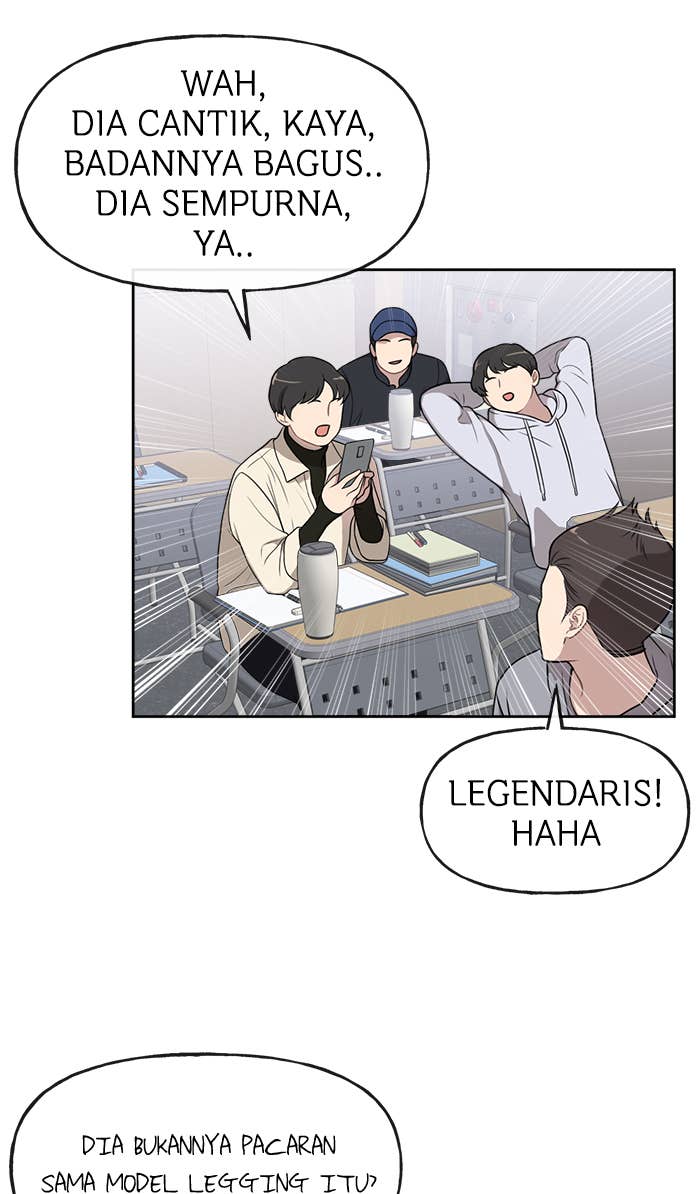 WAH,
DIA CANTIK, KAYA,
BADANNYA BAGUS..
DIA SEMPURNA,
YA..
LEGENDARIS!
HAHA
DIA BUKANNYA PACARAN
SAMA MODEL LEGGING ITU?